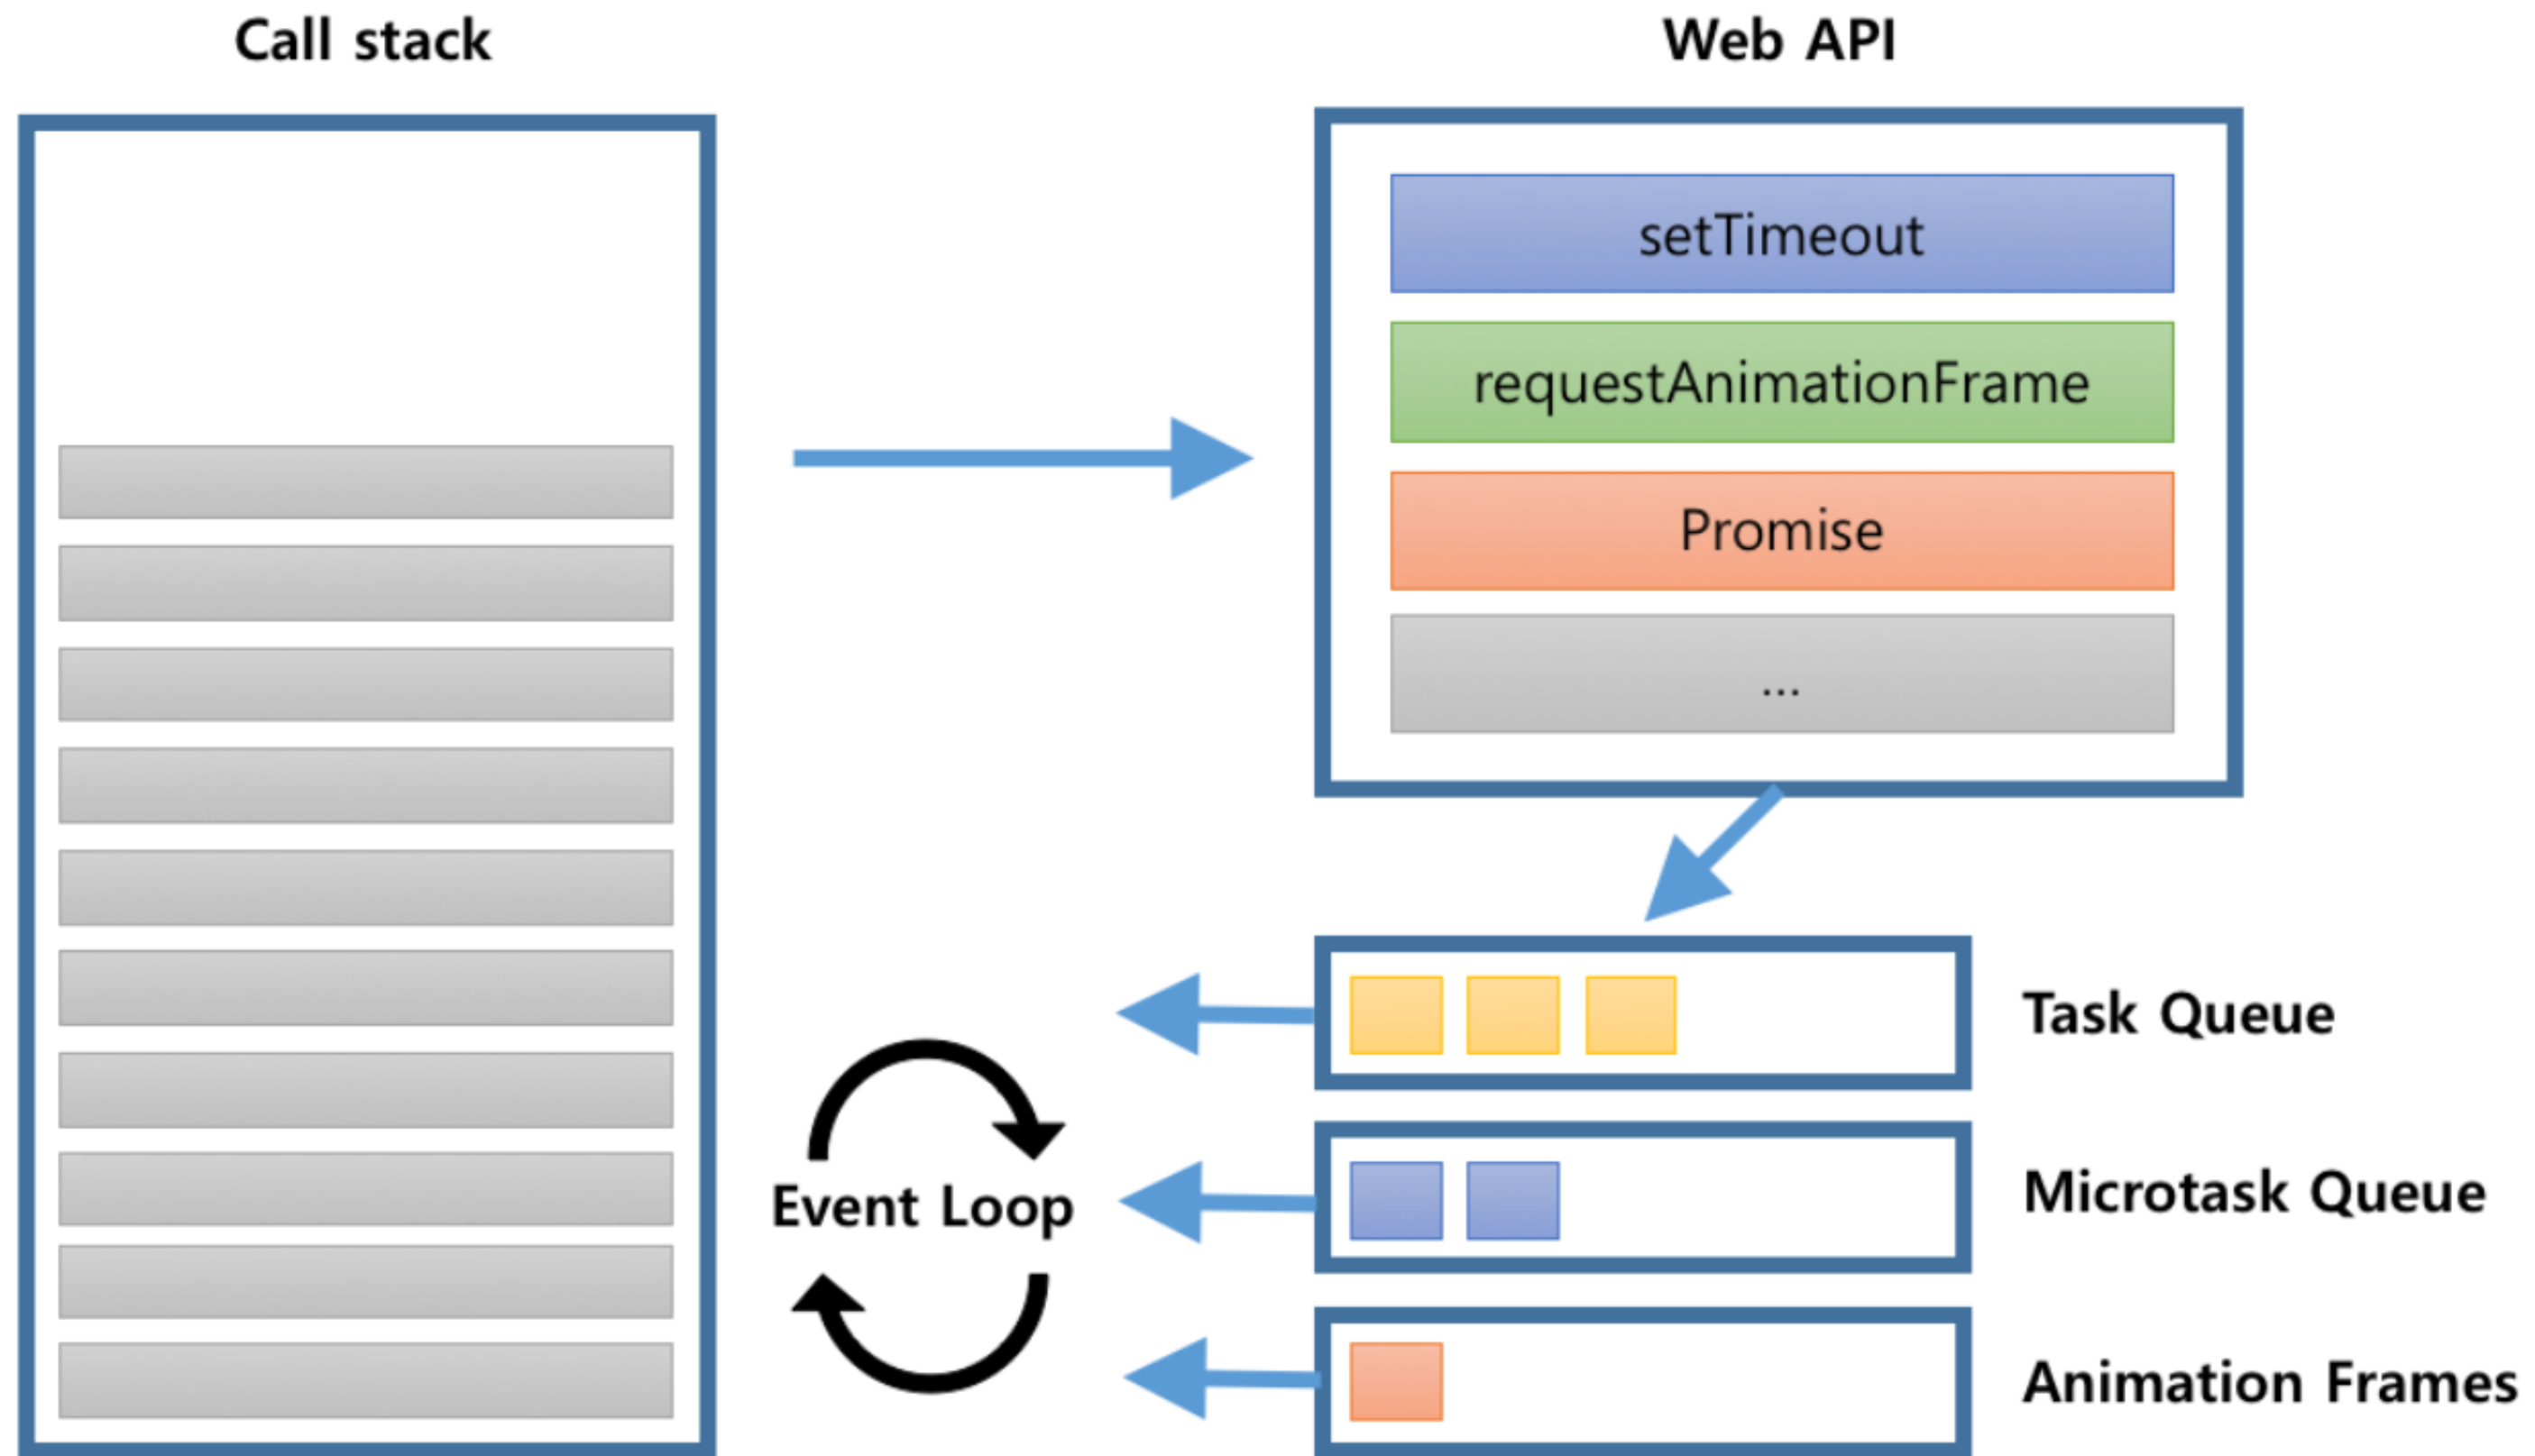 Call stack
Web API
setTimeout
requestAnimationFrame
Promise
...
Task Queue
Event Loop
Microtask Queue
Animation Frames